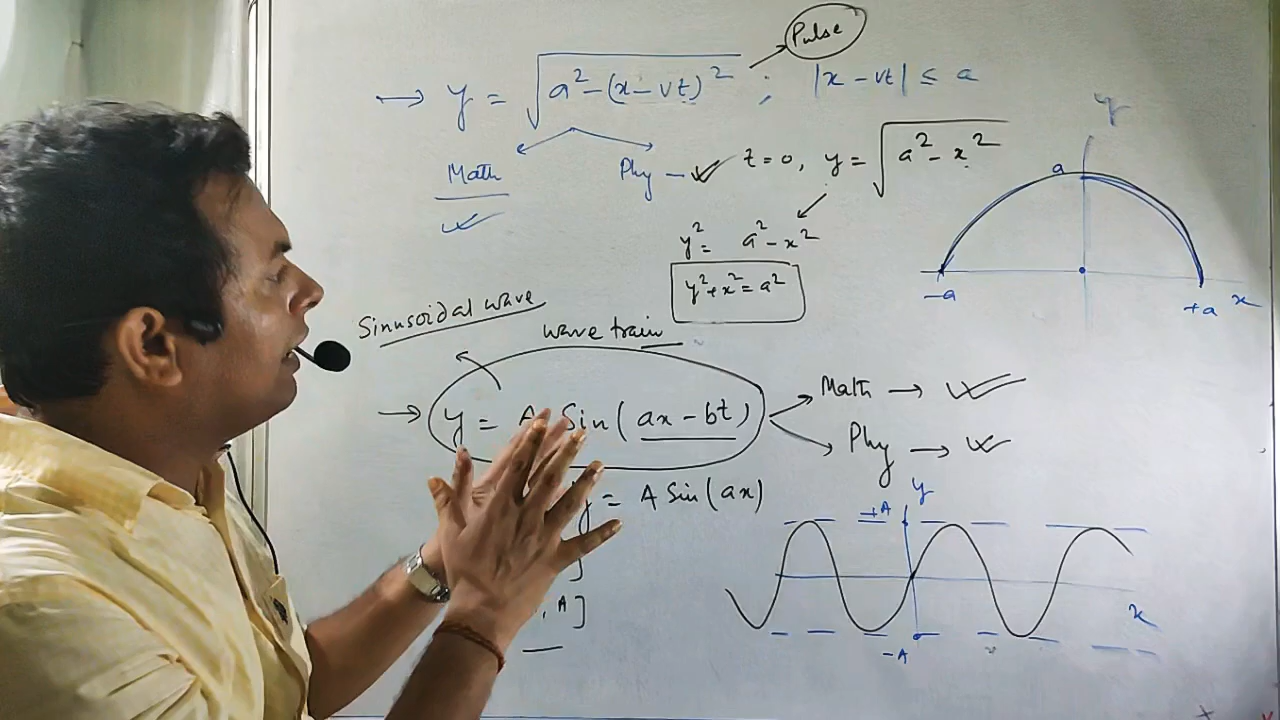 Pulse
→ y = √(a² – (x – vt)²) ; |x – vt| ≤ a
Math
Phy – ✓ t = 0, y = √(a² – x²)
✓
y² = a² – x²
y² + x² = a²
y
a
–a
+a
x
Sinusoidal wave
wave train
→ y = A Sin(ax – bt)
Math → ✓
Phy → ✓
y = A Sin(ax)
]
, A]
y
+A
x
–A